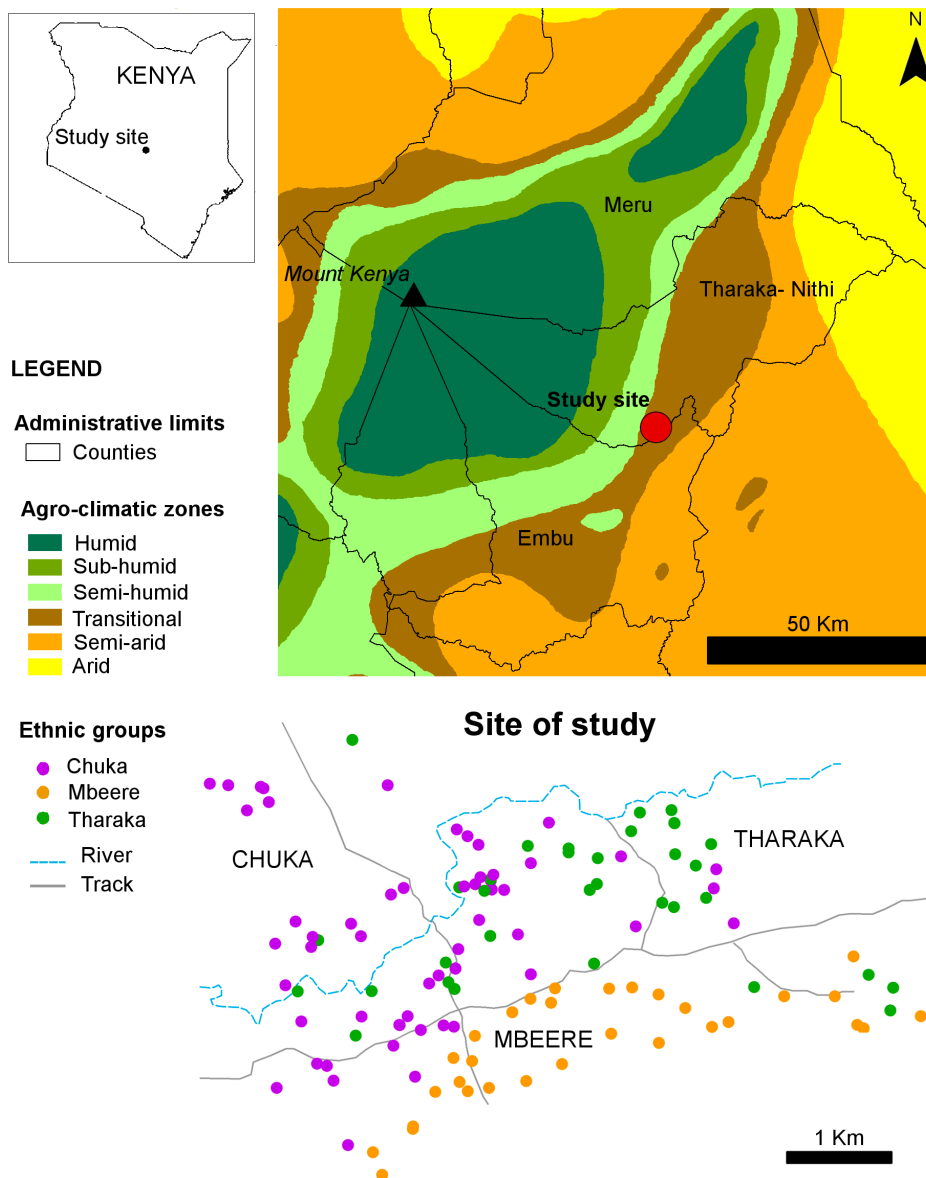 KENYA
Study site
N
Meru
Mount Kenya
Tharaka- Nithi
Study site
Embu
50 Km
LEGEND
Administrative limits
Counties
Agro-climatic zones
Humid
Sub-humid
Semi-humid
Transitional
Semi-arid
Arid
Site of study
Ethnic groups
Chuka
Mbeere
Tharaka
River
Track
CHUKA
THARAKA
MBEERE
1 Km